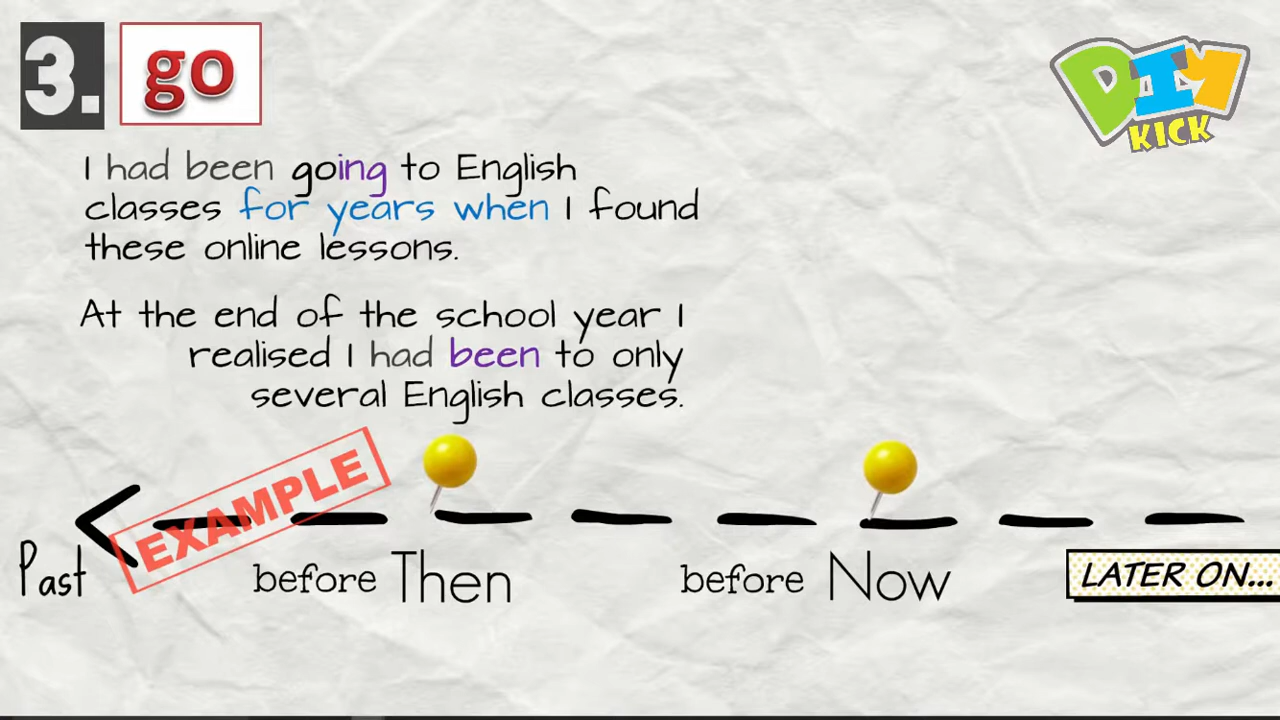 3. go
DIY
KICK
I had been going to English
classes for years when I found
these online lessons.
At the end of the school year I
realised I had been to only
several English classes.
EXAMPLE
Past
before Then
before Now
LATER ON...